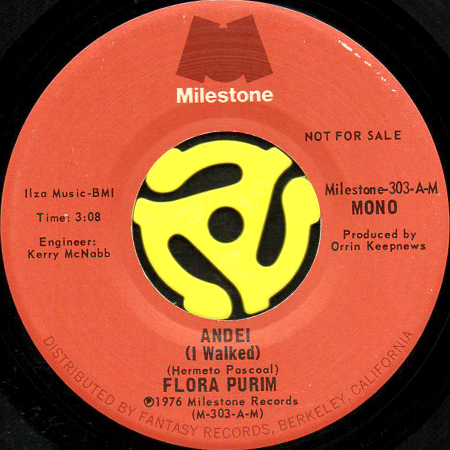 Milestone
NOT FOR SALE
Ilza Music-BMI
Time: 3:08
Engineer:
Kerry McNabb
Milestone-303-A-M
MONO
Produced by
Orrin Keepnews
ANDEI
(I Walked)
(Hermeto Pascoal)
FLORA PURIM
℗1976 Milestone Records
(M-303-A-M)
DISTRIBUTED BY FANTASY RECORDS, BERKELEY, CALIFORNIA